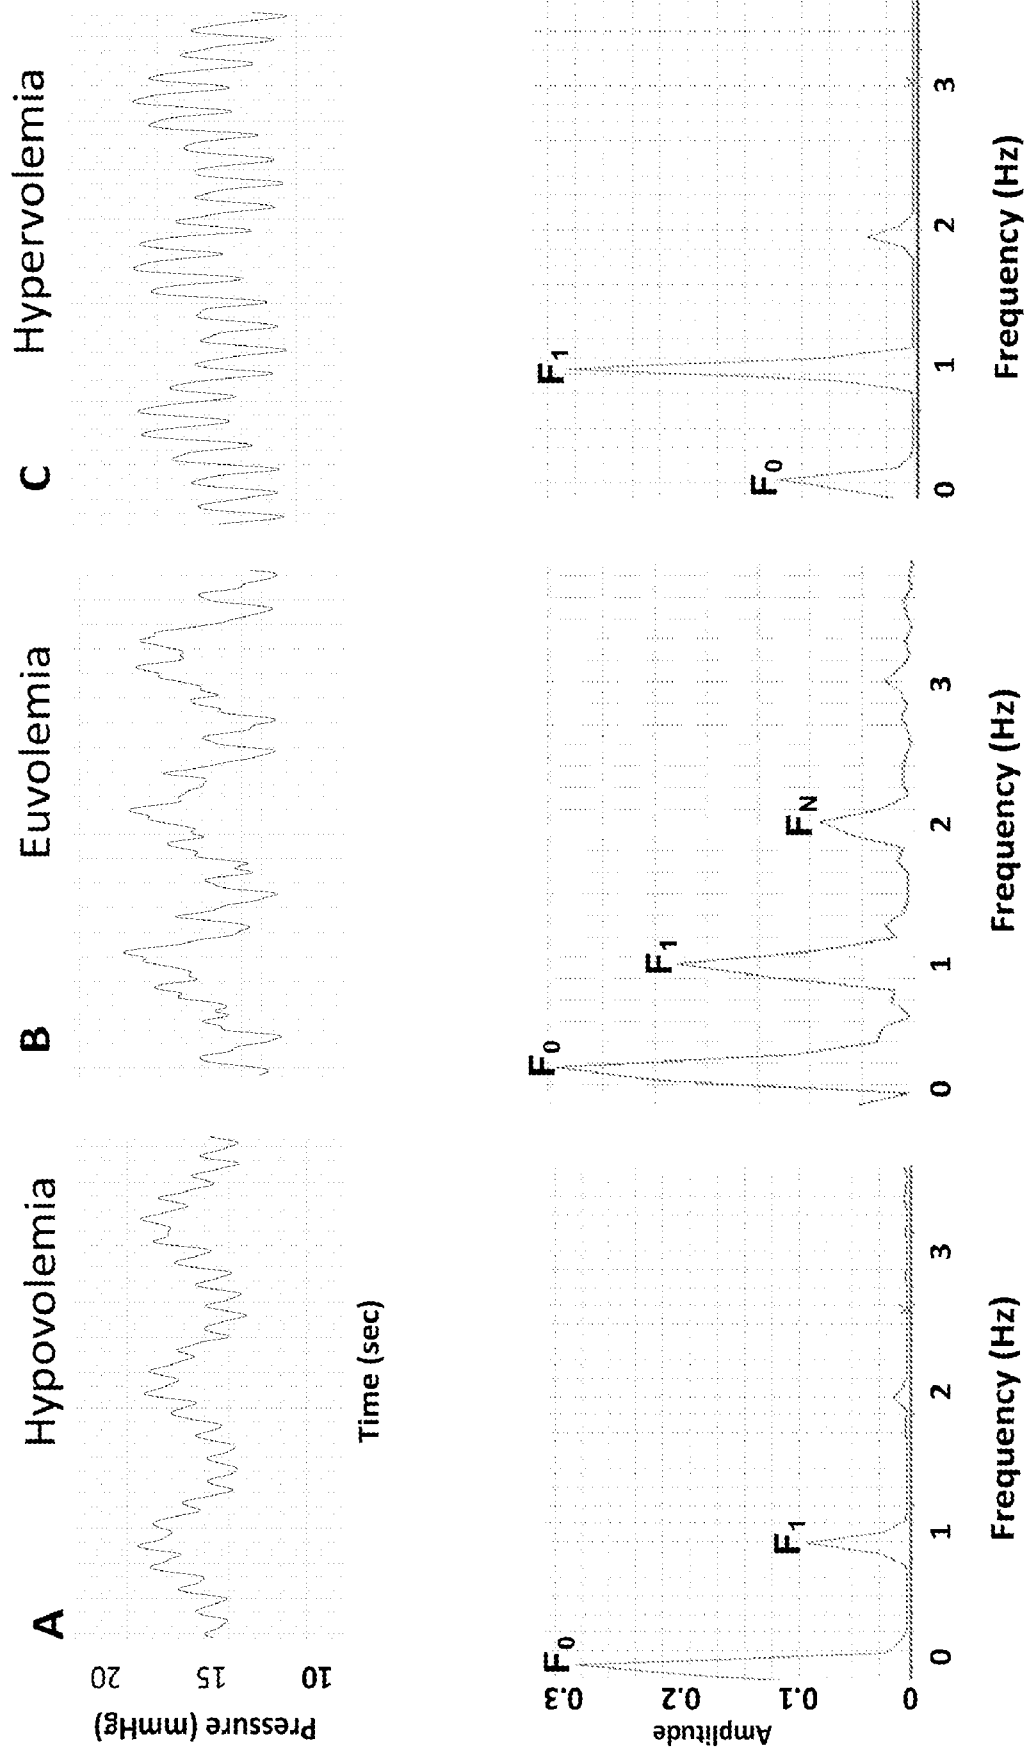 A Hypovolemia
B Euvolemia
C Hypervolemia
Pressure (mmHg)
20
15
10
Time (sec)
Amplitude
0.3
0.2
0.1
0
F0
F1
0 1 2 3
Frequency (Hz)
F0
F1
FN
0 1 2 3
Frequency (Hz)
F0
F1
0 1 2 3
Frequency (Hz)